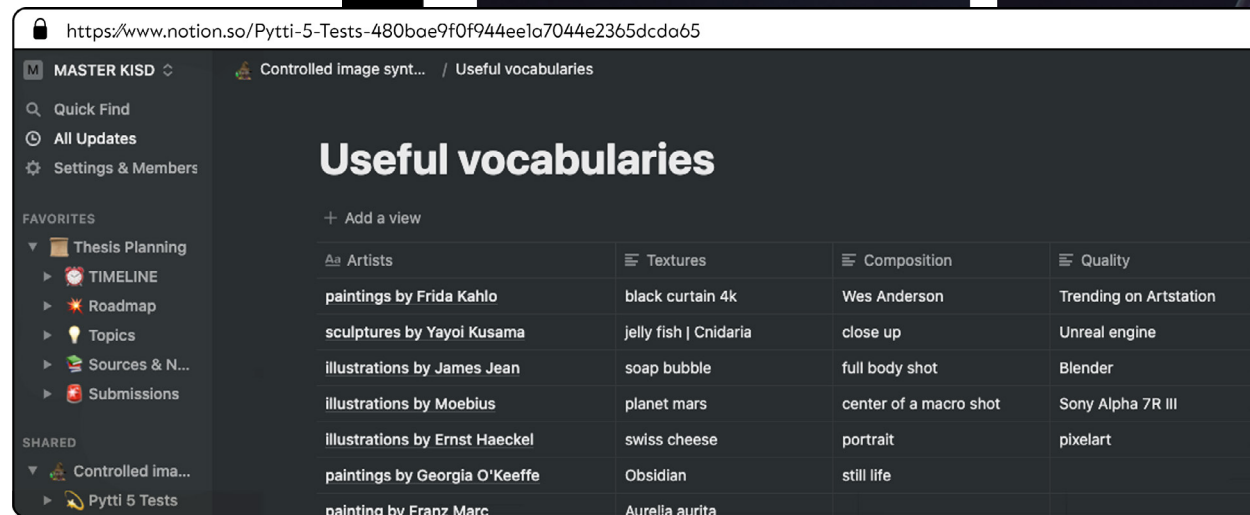 https://www.notion.so/Pytti-5-Tests-480bae9f0f944ee1a7044e2365dcda65
M MASTER KISD
Controlled image synt... / Useful vocabularies
Quick Find
All Updates
Settings & Members
FAVORITES
Thesis Planning
TIMELINE
Roadmap
Topics
Sources & N...
Submissions
SHARED
Controlled ima...
Pytti 5 Tests
Useful vocabularies
+ Add a view
Aa Artists Textures Composition Quality
paintings by Frida Kahlo black curtain 4k Wes Anderson Trending on Artstation
sculptures by Yayoi Kusama jelly fish | Cnidaria close up Unreal engine
illustrations by James Jean soap bubble full body shot Blender
illustrations by Moebius planet mars center of a macro shot Sony Alpha 7R III
illustrations by Ernst Haeckel swiss cheese portrait pixelart
paintings by Georgia O'Keeffe Obsidian still life
painting by Franz Marc Aurelia aurita